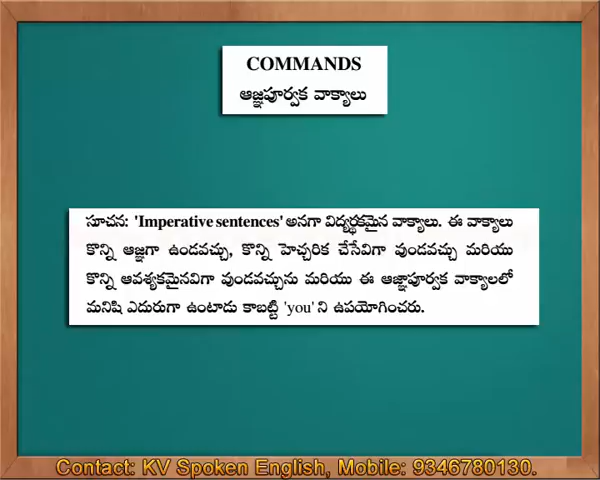 COMMANDS
ఆజ్ఞపూర్వక వాక్యాలు
సూచన: 'Imperative sentences' అనగా విద్యర్థకమైన వాక్యాలు. ఈ వాక్యాలు
కొన్ని ఆజ్ఞగా ఉండవచ్చు, కొన్ని హెచ్చరిక చేసేవిగా వుండవచ్చు మరియు
కొన్ని ఆవశ్యకమైనవిగా వుండవచ్చును మరియు ఈ ఆజ్ఞాపూర్వక వాక్యాలలో
మనిషి ఎదురుగా ఉంటాడు కాబట్టి 'you' ని ఉపయోగించరు.
Contact: KV Spoken English, Mobile: 9346780130.